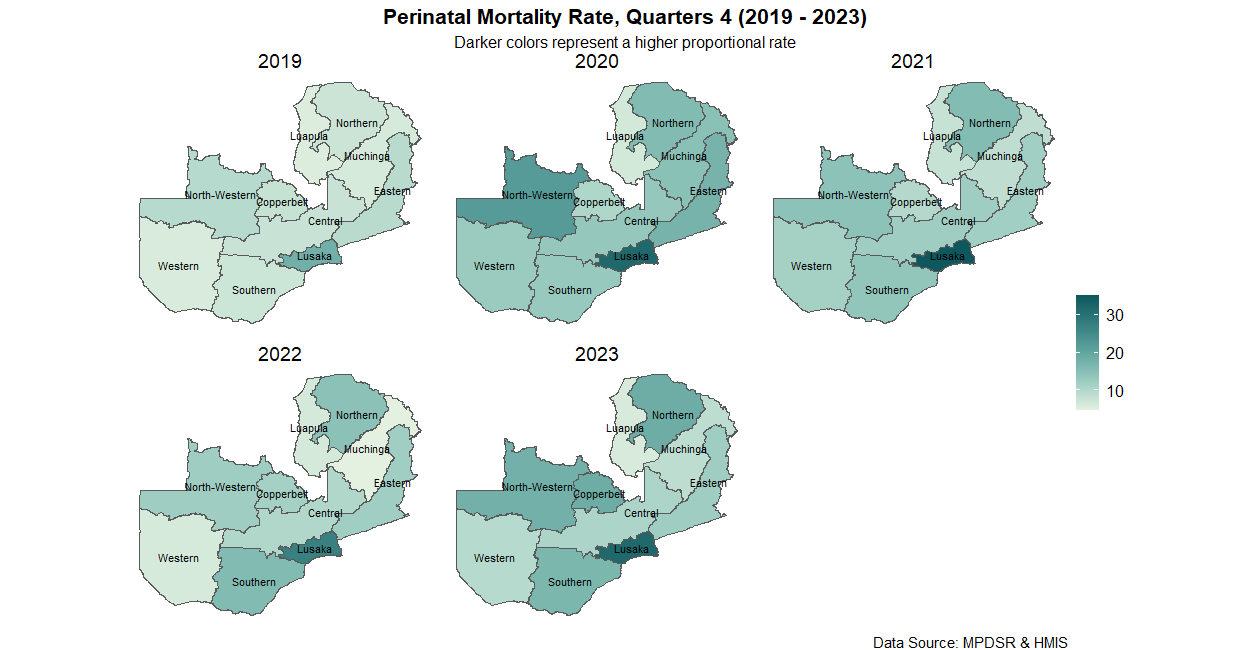 Perinatal Mortality Rate, Quarters 4 (2019 - 2023)
Darker colors represent a higher proportional rate
2019
2020
2021
Northern
Luapula
Muchinga
Eastern
North-Western
Copperbelt
Central
Lusaka
Western
Southern
Northern
Luapula
Muchinga
Eastern
North-Western
Copperbelt
Central
Lusaka
Western
Southern
Northern
Luapula
Muchinga
Eastern
North-Western
Copperbelt
Central
Lusaka
Western
Southern
30
20
10
2022
2023
Northern
Luapula
Muchinga
Eastern
North-Western
Copperbelt
Central
Lusaka
Western
Southern
Northern
Luapula
Muchinga
Eastern
North-Western
Copperbelt
Central
Lusaka
Western
Southern
Data Source: MPDSR & HMIS